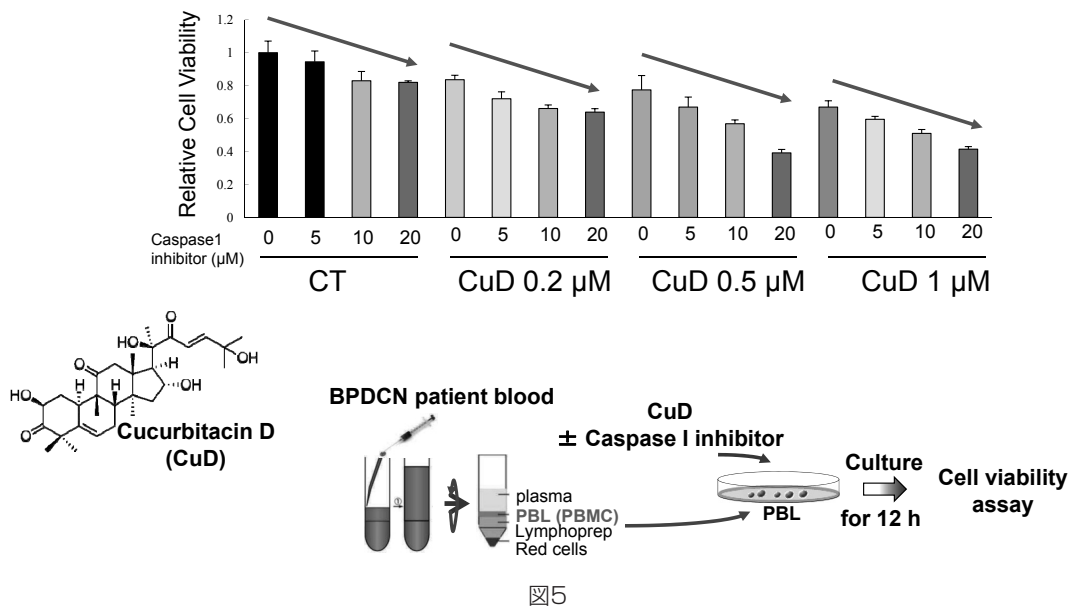 1.2
1
0.8
0.6
0.4
0.2
0
Relative Cell Viability
Caspase1
inhibitor (μM)
0 5 10 20 0 5 10 20 0 5 10 20 0 5 10 20
CT CuD 0.2 μM CuD 0.5 μM CuD 1 μM
HO
O
OH
O
HO
H
OH
H
H
HO
O
Cucurbitacin D
(CuD)
BPDCN patient blood
CuD
± Caspase I inhibitor
plasma
PBL (PBMC)
Lymphoprep
Red cells
PBL
Culture
for 12 h
Cell viability
assay
図5